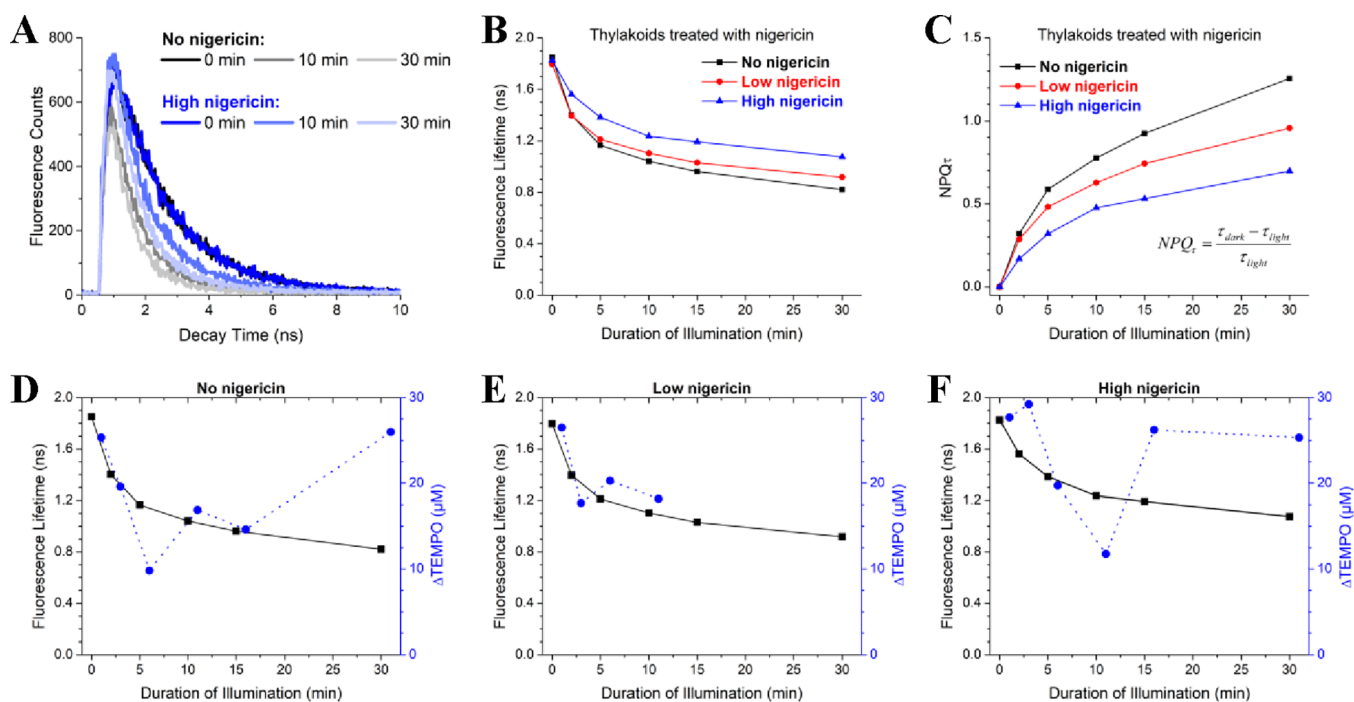 A
No nigericin:
0 min 10 min 30 min
High nigericin:
0 min 10 min 30 min
Fluorescence Counts
800
600
400
200
0
0 2 4 6 8 10
Decay Time (ns)
B
Thylakoids treated with nigericin
No nigericin
Low nigericin
High nigericin
Fluorescence Lifetime (ns)
2.0
1.6
1.2
0.8
0.4
0.0
0 5 10 15 20 25 30
Duration of Illumination (min)
C
Thylakoids treated with nigericin
No nigericin
Low nigericin
High nigericin
NPQτ
1.5
1.0
0.5
0.0
NPQτ = (τdark − τlight) / τlight
0 5 10 15 20 25 30
Duration of Illumination (min)
D
No nigericin
Fluorescence Lifetime (ns)
2.0
1.6
1.2
0.8
0.4
0.0
30
20
10
0
ΔTEMPO (μM)
0 5 10 15 20 25 30
Duration of Illumination (min)
E
Low nigericin
Fluorescence Lifetime (ns)
2.0
1.6
1.2
0.8
0.4
0.0
30
20
10
0
ΔTEMPO (μM)
0 5 10 15 20 25 30
Duration of Illumination (min)
F
High nigericin
Fluorescence Lifetime (ns)
2.0
1.6
1.2
0.8
0.4
0.0
30
20
10
0
ΔTEMPO (μM)
0 5 10 15 20 25 30
Duration of Illumination (min)